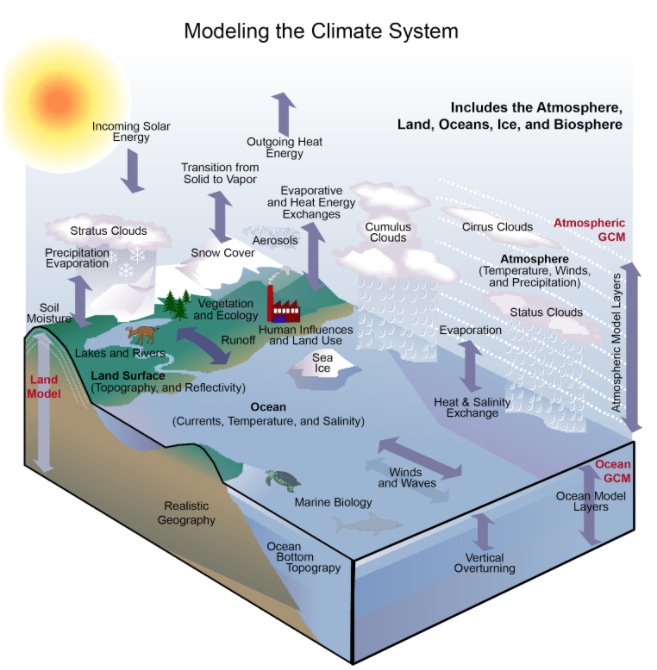 Modeling the Climate System
Includes the Atmosphere,
Land, Oceans, Ice, and Biosphere
Incoming Solar
Energy
Outgoing Heat
Energy
Transition from
Solid to Vapor
Evaporative
and Heat Energy
Exchanges
Stratus Clouds
Precipitation
Evaporation
Snow Cover
Aerosols
Cumulus
Clouds
Cirrus Clouds
Atmospheric
GCM
Atmosphere
(Temperature, Winds,
and Precipitation)
Status Clouds
Atmospheric Model Layers
Soil
Moisture
Vegetation
and Ecology
Human Influences
and Land Use
Evaporation
Lakes and Rivers
Runoff
Sea
Ice
Land
Model
Land Surface
(Topography, and Reflectivity)
Ocean
(Currents, Temperature, and Salinity)
Heat & Salinity
Exchange
Winds
and Waves
Ocean
GCM
Ocean Model
Layers
Marine Biology
Realistic
Geography
Ocean
Bottom
Topograpy
Vertical
Overturning